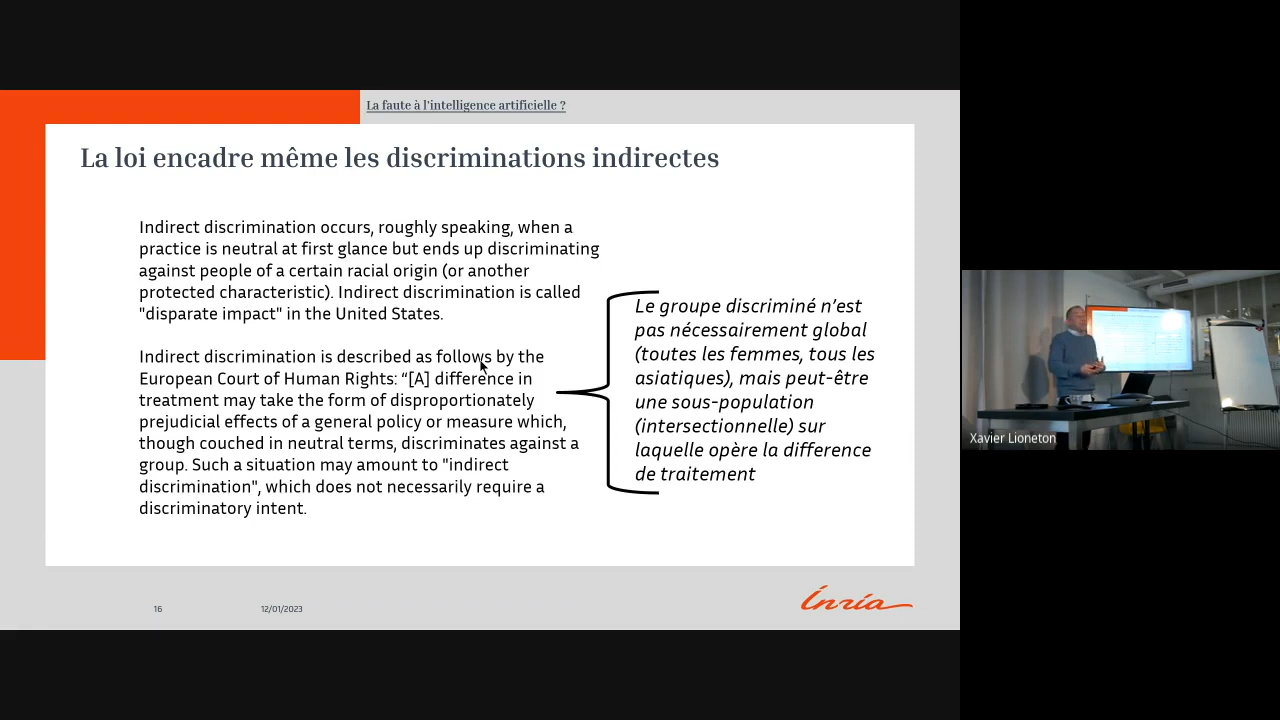 La faute à l'intelligence artificielle ?
La loi encadre même les discriminations indirectes
Indirect discrimination occurs, roughly speaking, when a
practice is neutral at first glance but ends up discriminating
against people of a certain racial origin (or another
protected characteristic). Indirect discrimination is called
"disparate impact" in the United States.
Indirect discrimination is described as follows by the
European Court of Human Rights: “[A] difference in
treatment may take the form of disproportionately
prejudicial effects of a general policy or measure which,
though couched in neutral terms, discriminates against a
group. Such a situation may amount to "indirect
discrimination", which does not necessarily require a
discriminatory intent.
Le groupe discriminé n’est
pas nécessairement global
(toutes les femmes, tous les
asiatiques), mais peut-être
une sous-population
(intersectionnelle) sur
laquelle opère la difference
de traitement
16
12/01/2023
Inria
Xavier Lioneton